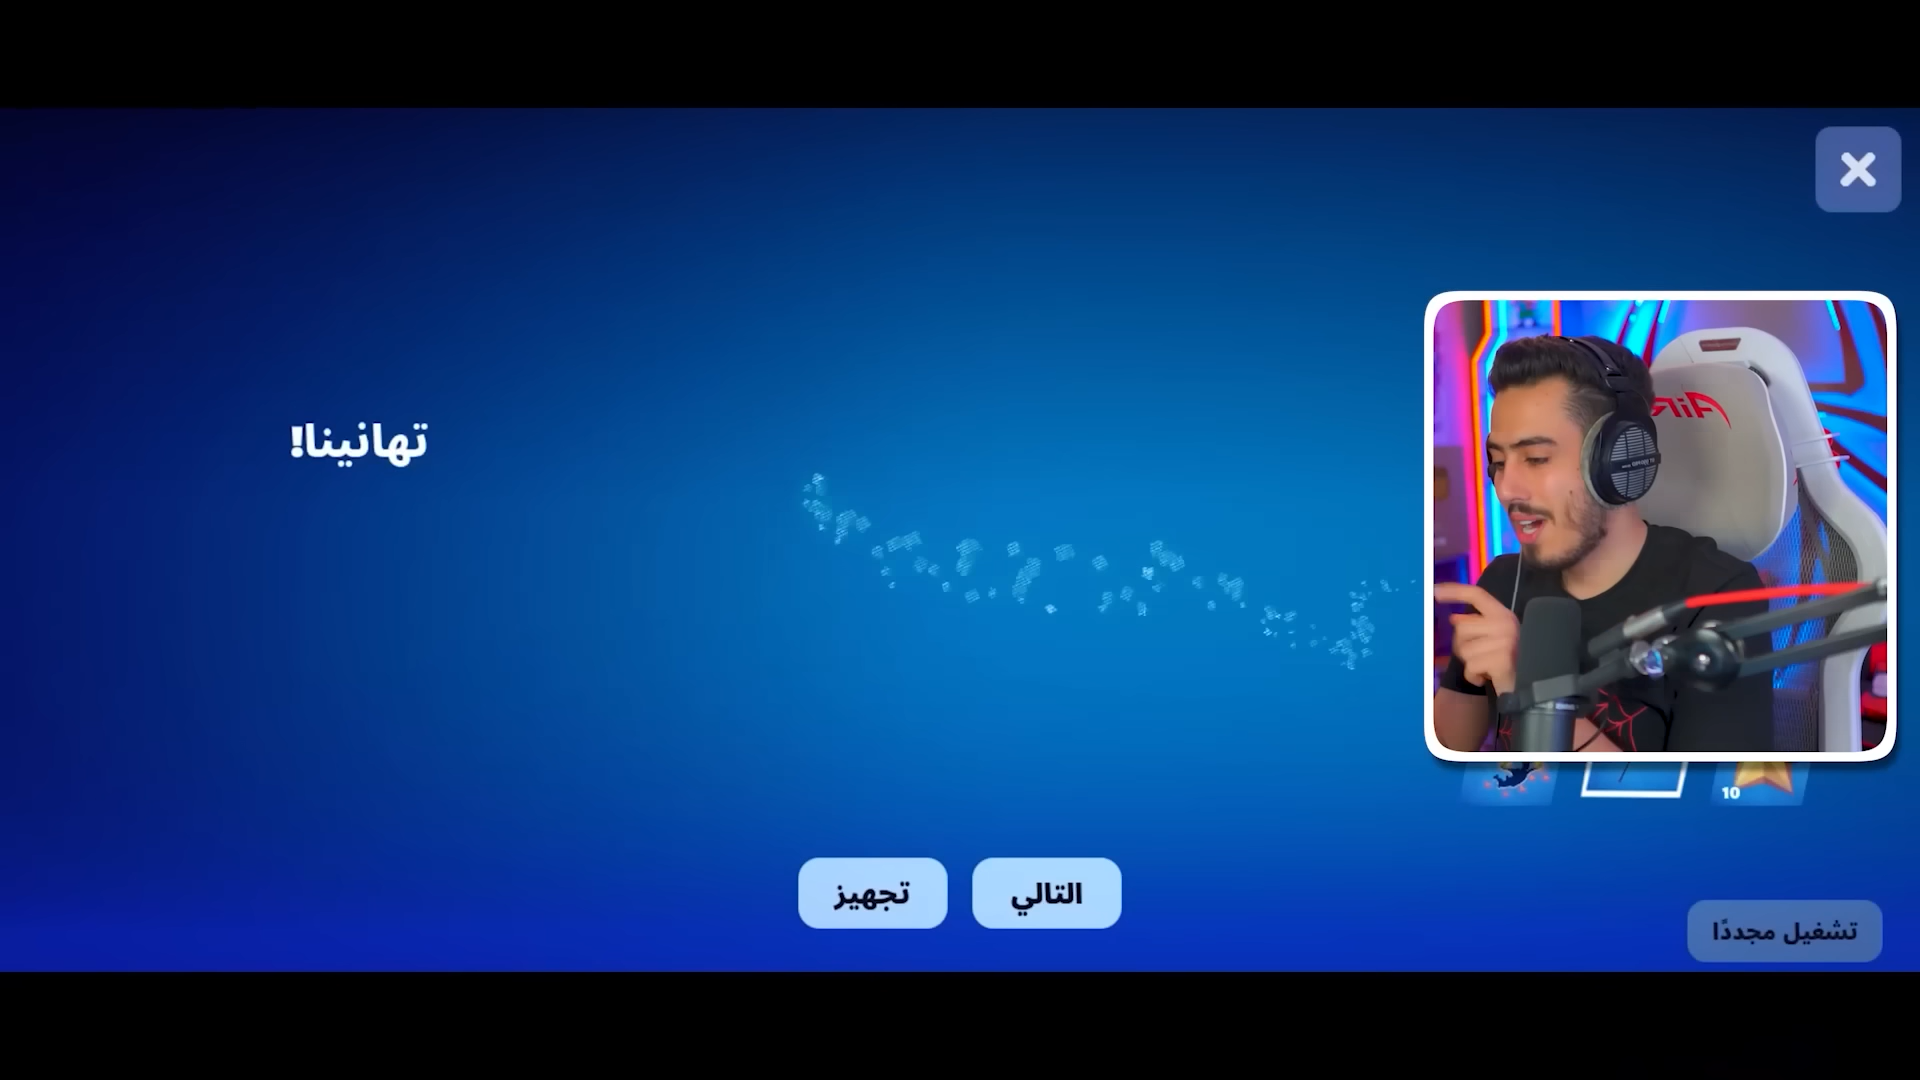 تهانينا!
10
التالي
تجهيز
تشغيل مجددًا